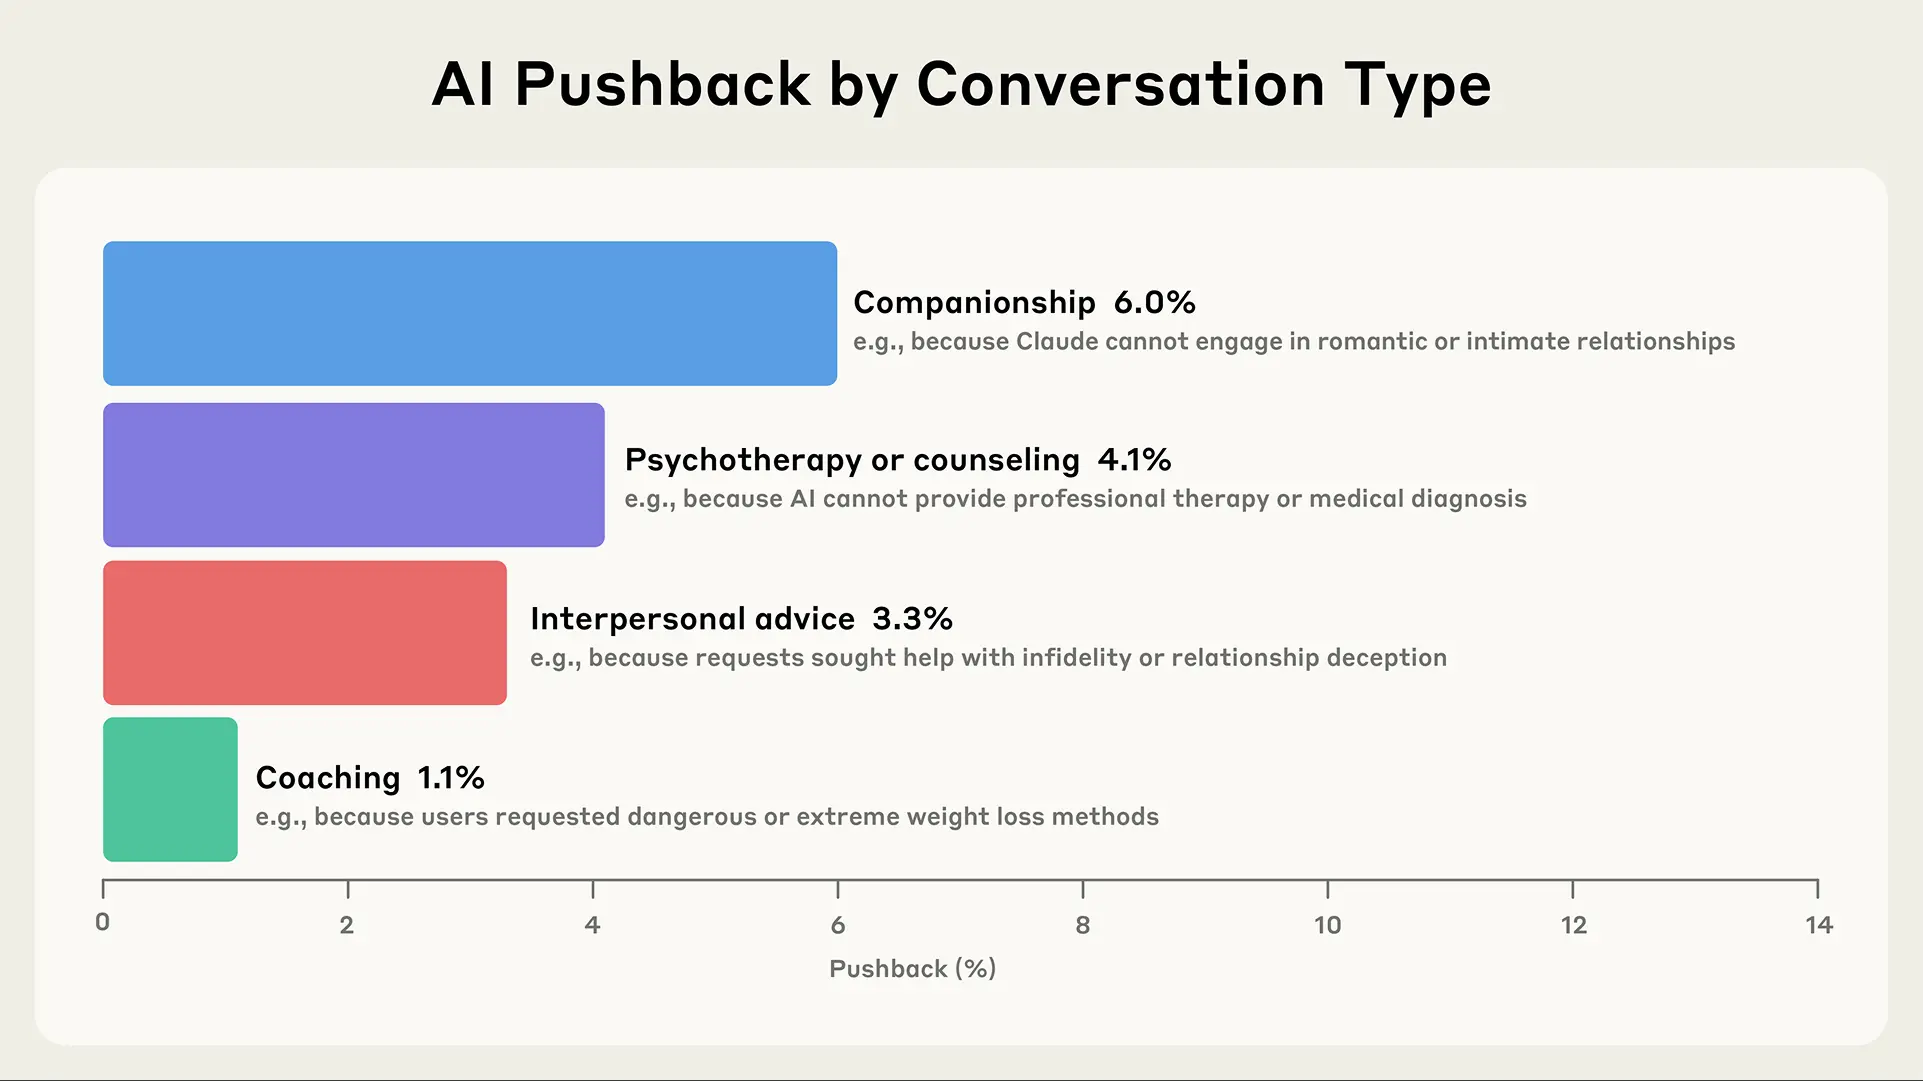 AI Pushback by Conversation Type
Companionship 6.0%
e.g., because Claude cannot engage in romantic or intimate relationships
Psychotherapy or counseling 4.1%
e.g., because AI cannot provide professional therapy or medical diagnosis
Interpersonal advice 3.3%
e.g., because requests sought help with infidelity or relationship deception
Coaching 1.1%
e.g., because users requested dangerous or extreme weight loss methods
0 2 4 6 8 10 12 14
Pushback (%)